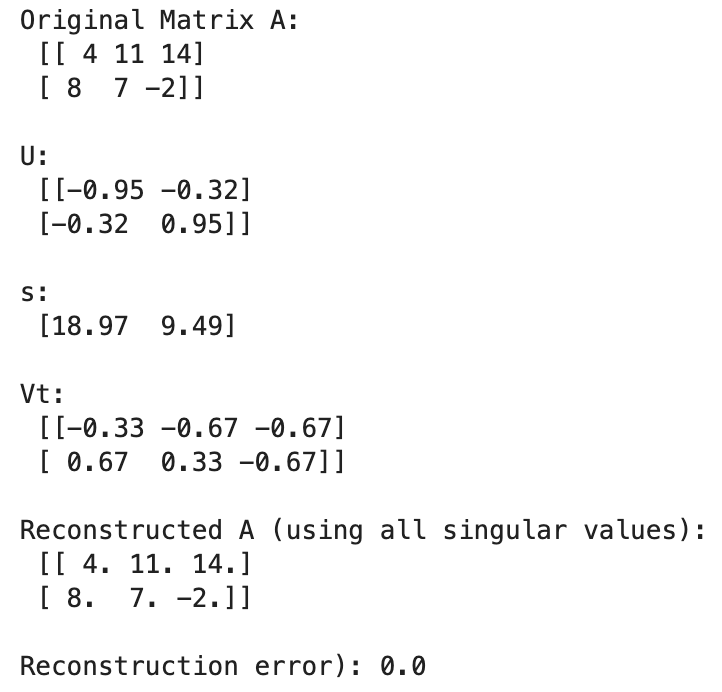 Original Matrix A:
[[ 4 11 14]
[ 8  7 -2]]
U:
[[-0.95 -0.32]
[-0.32  0.95]]
s:
[18.97  9.49]
Vt:
[[-0.33 -0.67 -0.67]
[ 0.67  0.33 -0.67]]
Reconstructed A (using all singular values):
[[ 4. 11. 14.]
[ 8.  7. -2.]]
Reconstruction error): 0.0